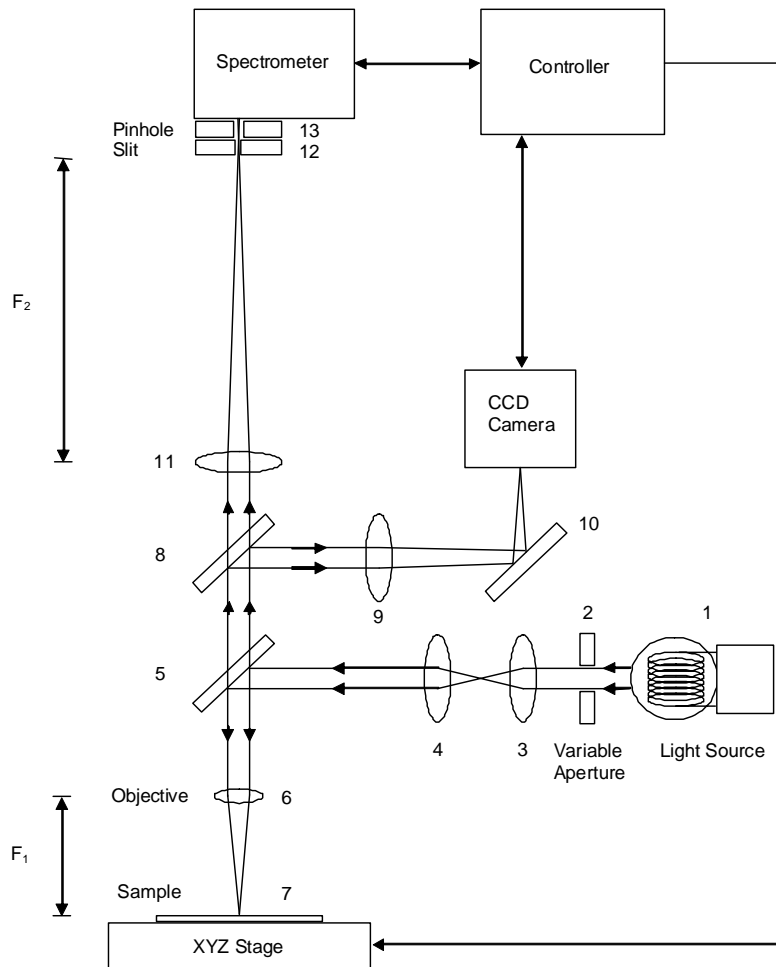 Spectrometer
Controller
Pinhole
13
Slit
12
F₂
CCD
Camera
11
10
8
9
2
1
5
4
3
Variable
Aperture
Light Source
Objective
6
F₁
Sample
7
XYZ Stage